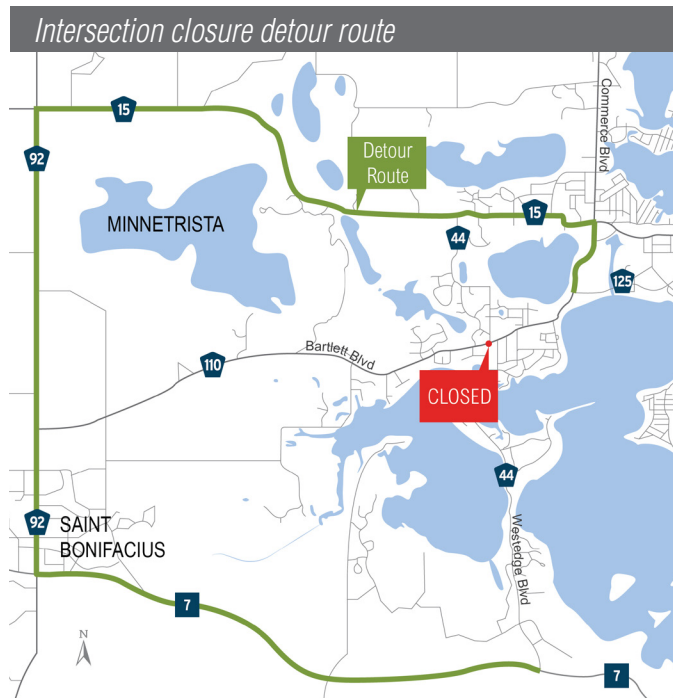 Intersection closure detour route
15
92
Commerce Blvd
Detour
Route
MINNETRISTA
15
44
125
Bartlett Blvd
110
CLOSED
44
92
SAINT
BONIFACIUS
Westedge Blvd
7
N
7